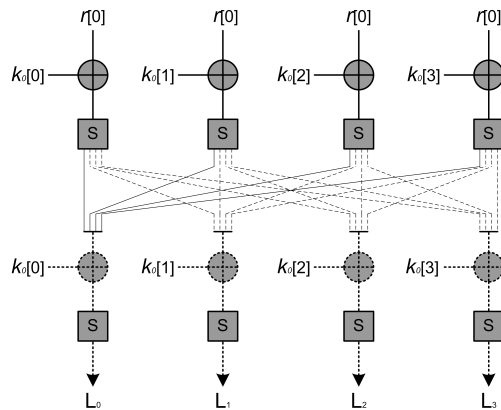 r[0] r[0] r[0] r[0]
k₀[0] k₀[1] k₀[2] k₀[3]
S S S S
k₀[0] k₀[1] k₀[2] k₀[3]
S S S S
L₀ L₁ L₂ L₃